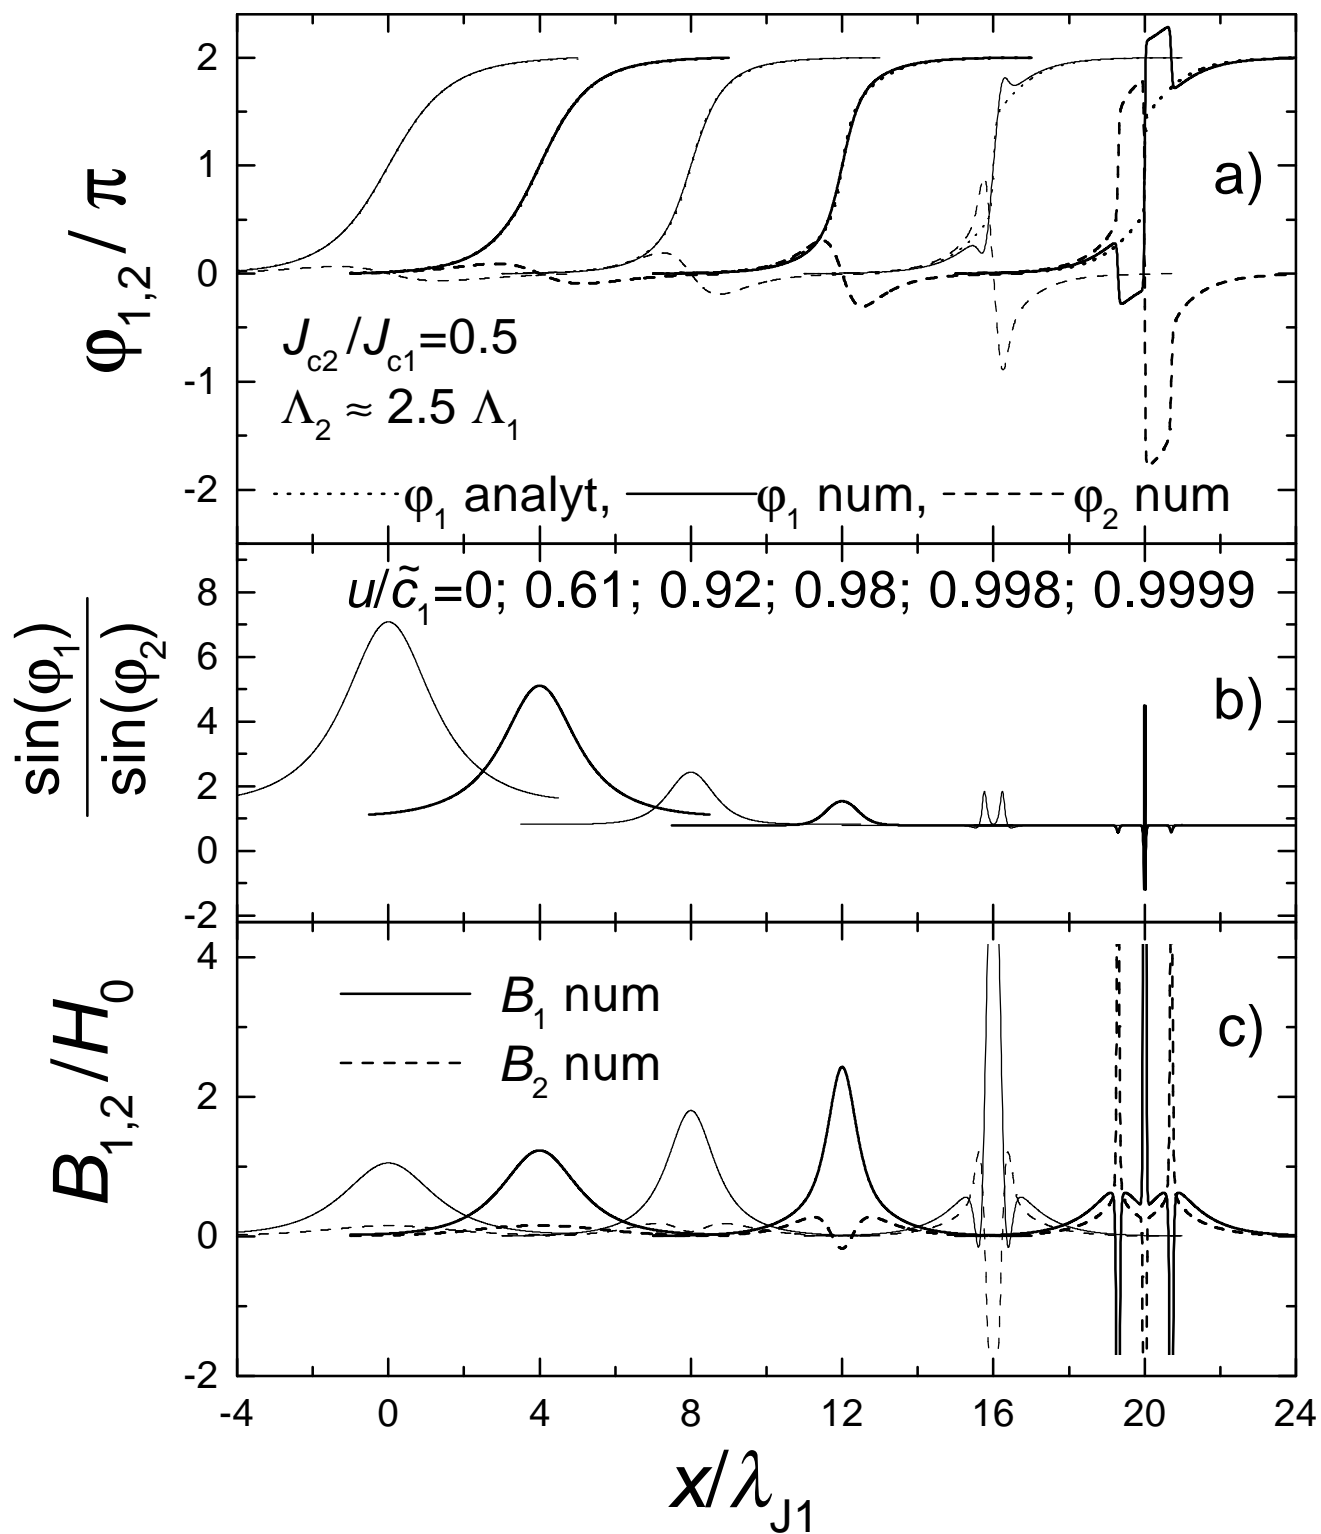 2
1
0
-1
-2
φ1,2 / π
a)
Jc2/Jc1=0.5
Λ2 ≈ 2.5 Λ1
φ1 analyt, φ1 num, φ2 num
8
6
4
2
0
-2
sin(φ1)
sin(φ2)
u/c̃1=0; 0.61; 0.92; 0.98; 0.998; 0.9999
b)
4
2
0
-2
B1,2 /H0
B1 num
B2 num
c)
-4 0 4 8 12 16 20 24
x/λJ1